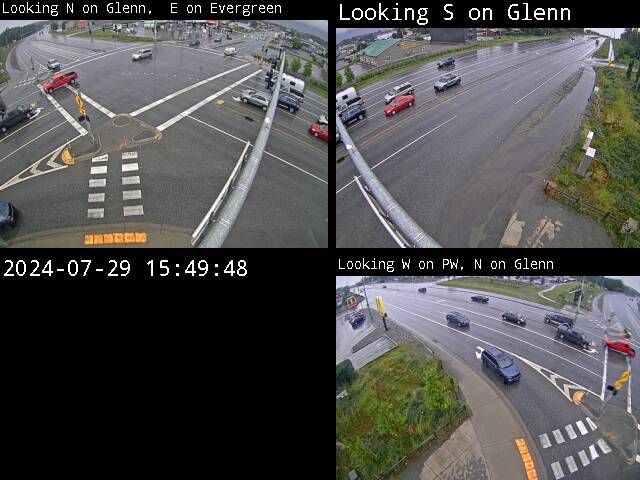 Looking N on Glenn,  E on Evergreen
Looking S on Glenn
2024-07-29 15:49:48
Looking W on PW, N on Glenn